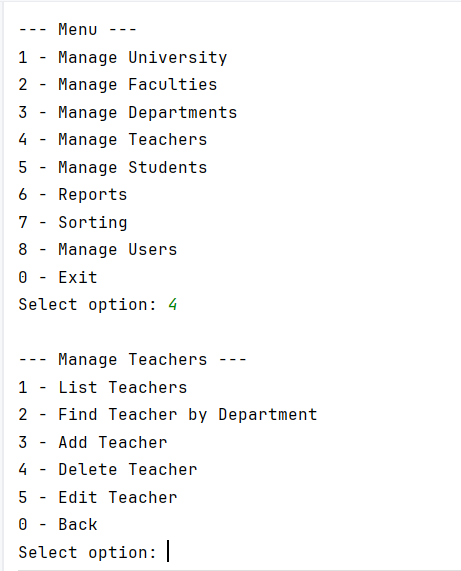 --- Menu ---
1 - Manage University
2 - Manage Faculties
3 - Manage Departments
4 - Manage Teachers
5 - Manage Students
6 - Reports
7 - Sorting
8 - Manage Users
0 - Exit
Select option: 4
--- Manage Teachers ---
1 - List Teachers
2 - Find Teacher by Department
3 - Add Teacher
4 - Delete Teacher
5 - Edit Teacher
0 - Back
Select option: